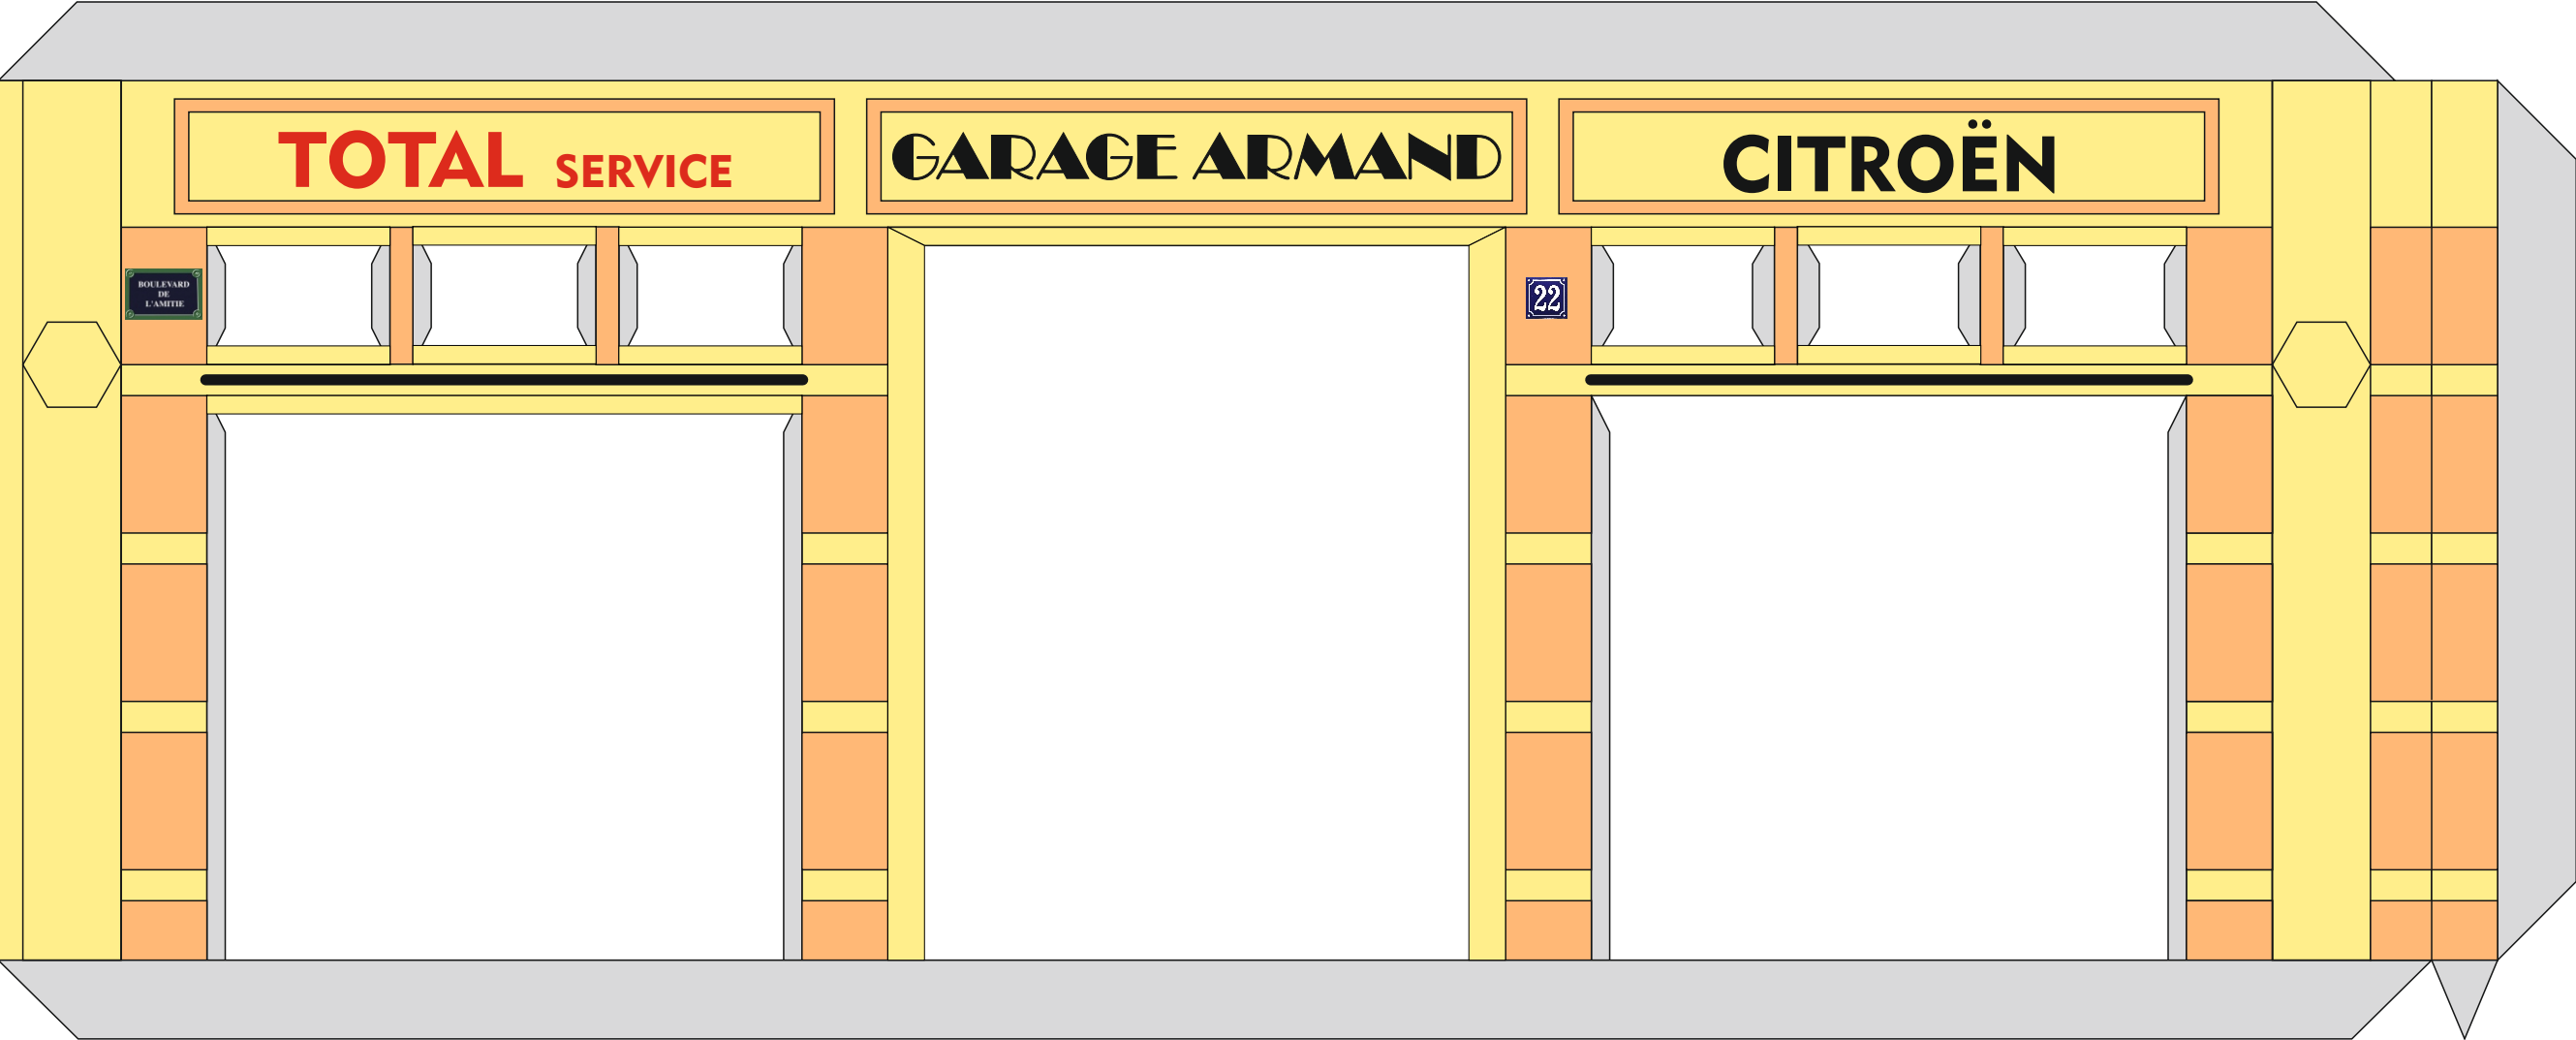 TOTAL SERVICE
GARAGE ARMAND
CITROËN
BOULEVARD
DE
L'AMITIE
22